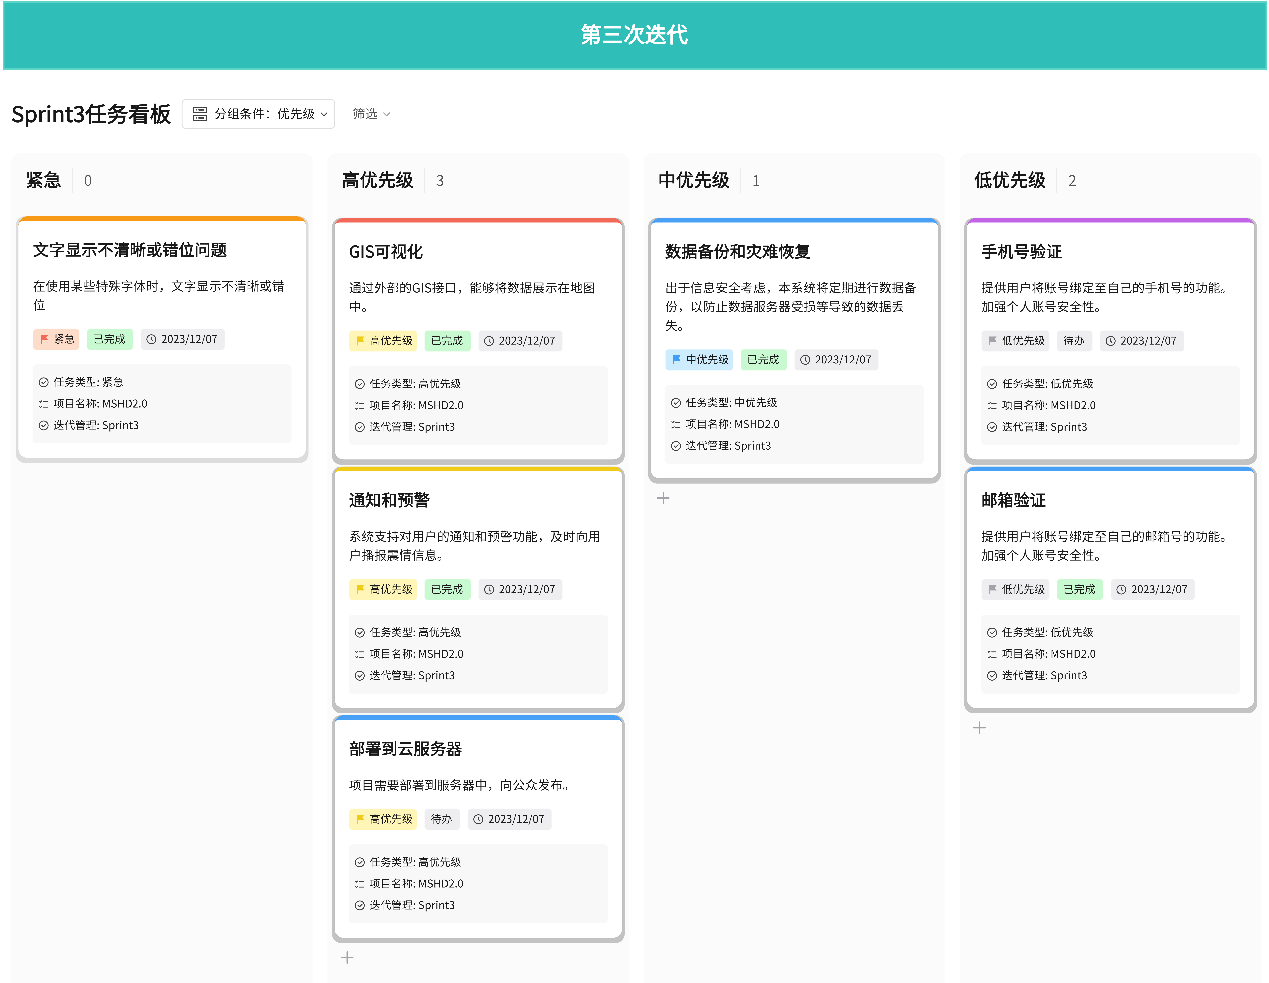 第三次迭代
Sprint3任务看板
分组条件：优先级
筛选
紧急 0
文字显示不清晰或错位问题
在使用某些特殊字体时，文字显示不清晰或错
位
紧急 已完成 2023/12/07
任务类型: 紧急
项目名称: MSHD2.0
迭代管理: Sprint3
高优先级 3
GIS可视化
通过外部的GIS接口，能够将数据展示在地图
中。
高优先级 已完成 2023/12/07
任务类型: 高优先级
项目名称: MSHD2.0
迭代管理: Sprint3
通知和预警
系统支持对用户的通知和预警功能，及时向用
户播报震情信息。
高优先级 已完成 2023/12/07
任务类型: 高优先级
项目名称: MSHD2.0
迭代管理: Sprint3
部署到云服务器
项目需要部署到服务器中，向公众发布。
高优先级 待办 2023/12/07
任务类型: 高优先级
项目名称: MSHD2.0
迭代管理: Sprint3
中优先级 1
数据备份和灾难恢复
出于信息安全考虑，本系统将定期进行数据备
份，以防止数据服务器受损等导致的数据丢
失。
中优先级 已完成 2023/12/07
任务类型: 中优先级
项目名称: MSHD2.0
迭代管理: Sprint3
低优先级 2
手机号验证
提供用户将账号绑定至自己的手机号的功能。
加强个人账号安全性。
低优先级 待办 2023/12/07
任务类型: 低优先级
项目名称: MSHD2.0
迭代管理: Sprint3
邮箱验证
提供用户将账号绑定至自己的邮箱号的功能。
加强个人账号安全性。
低优先级 已完成 2023/12/07
任务类型: 低优先级
项目名称: MSHD2.0
迭代管理: Sprint3